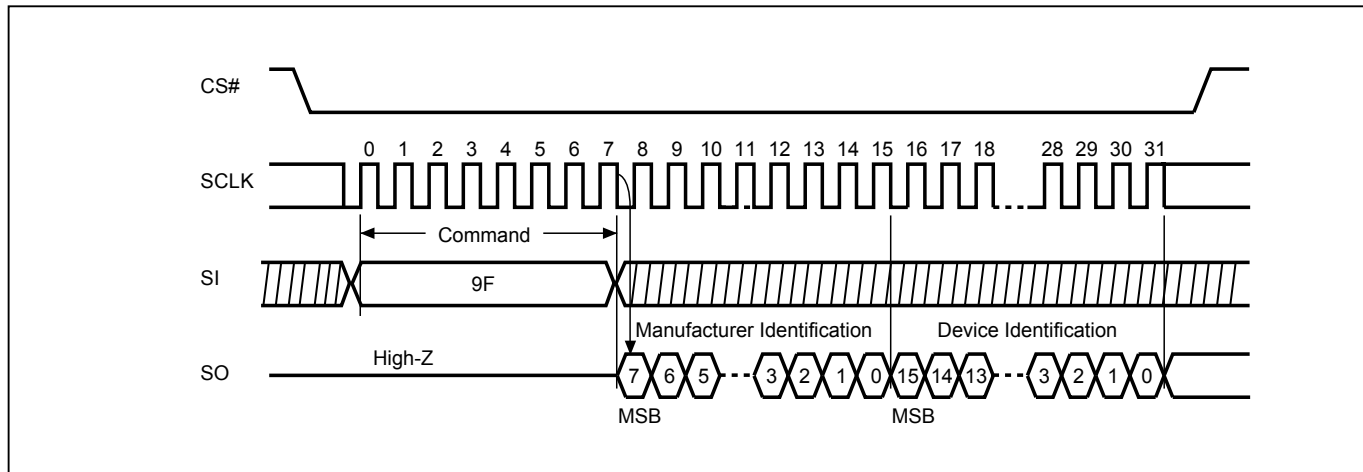 CS#
0 1 2 3 4 5 6 7 8 9 10 11 12 13 14 15 16 17 18 28 29 30 31
SCLK
Command
SI
9F
Manufacturer Identification Device Identification
High-Z
SO
7 6 5 3 2 1 0 15 14 13 3 2 1 0
MSB MSB